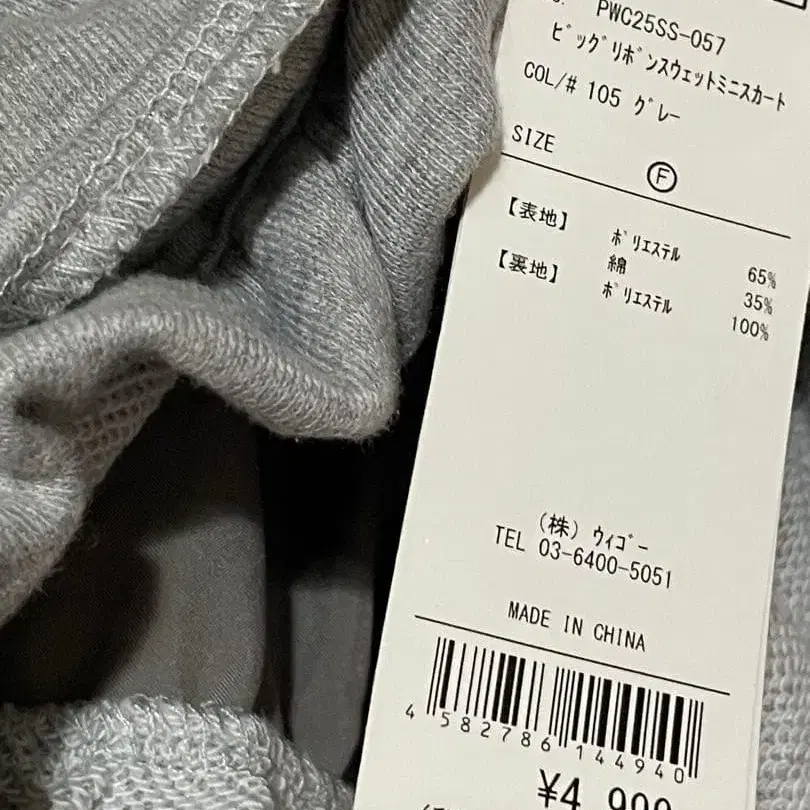 PWC25SS-057
ビッグリボンスウェットミニスカート
COL/# 105 グレー
SIZE
F
【表地】 ポリエステル 65%
綿 35%
【裏地】 ポリエステル 100%
(株) ウィゴー
TEL 03-6400-5051
MADE IN CHINA
4 582786 144940